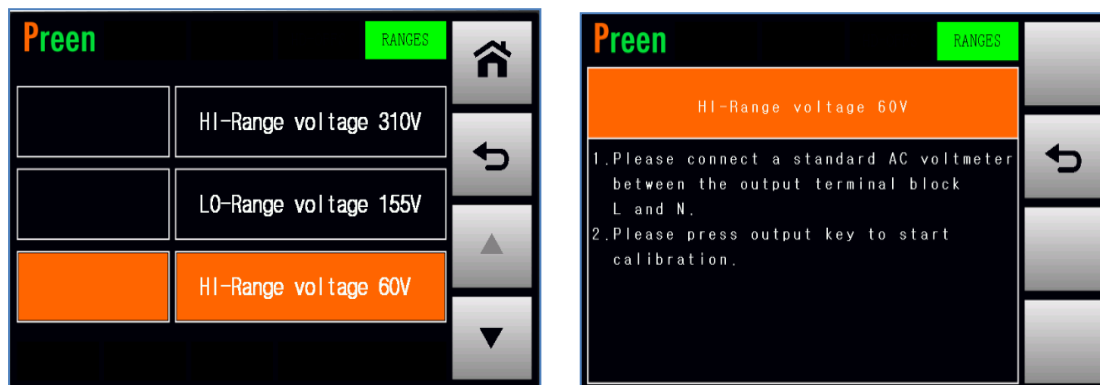 Preen
RANGES
HI-Range voltage 310V
LO-Range voltage 155V
HI-Range voltage 60V
Preen
RANGES
HI-Range voltage 60V
1.Please connect a standard AC voltmeter
between the output terminal block
L and N.
2.Please press output key to start
calibration.